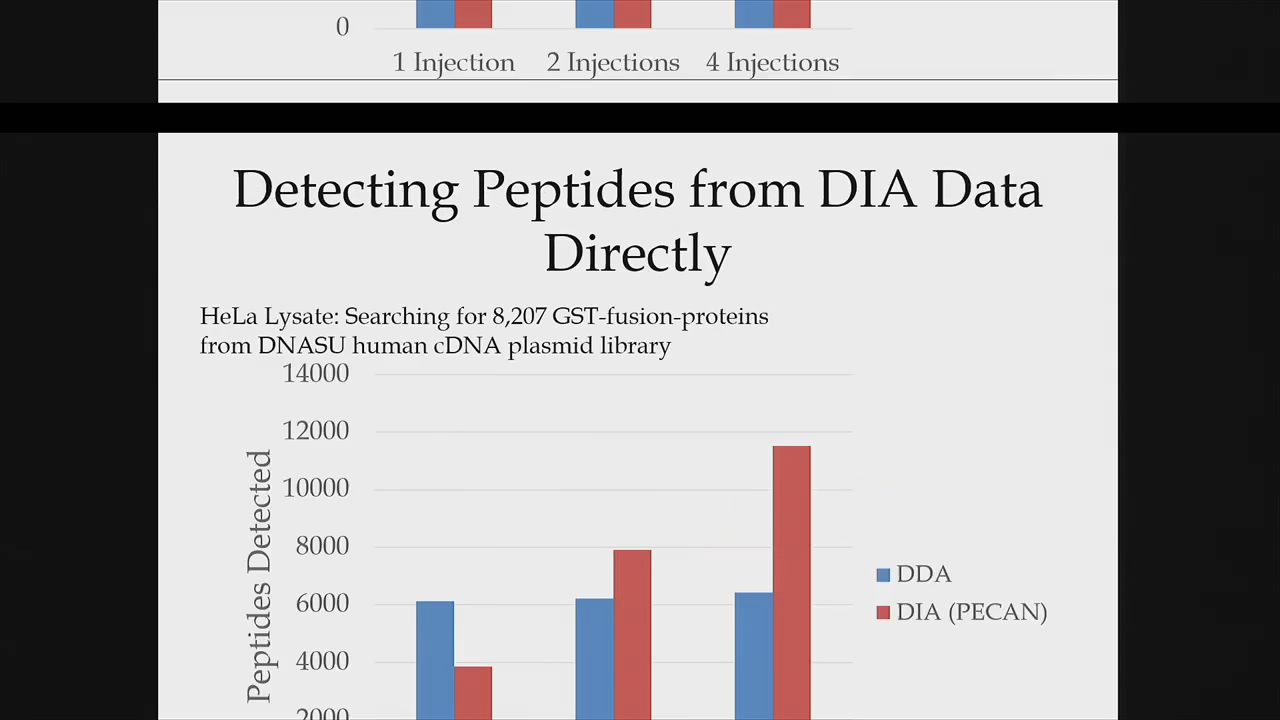 0
1 Injection 2 Injections 4 Injections
Detecting Peptides from DIA Data
Directly
HeLa Lysate: Searching for 8,207 GST-fusion-proteins
from DNASU human cDNA plasmid library
14000
12000
10000
8000
6000
4000
2000
Peptides Detected
DDA
DIA (PECAN)